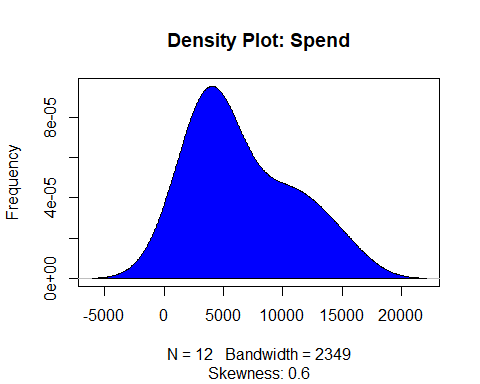 Density Plot: Spend
Frequency
8e-05
4e-05
0e+00
-5000 0 5000 10000 15000 20000
N = 12 Bandwidth = 2349
Skewness: 0.6